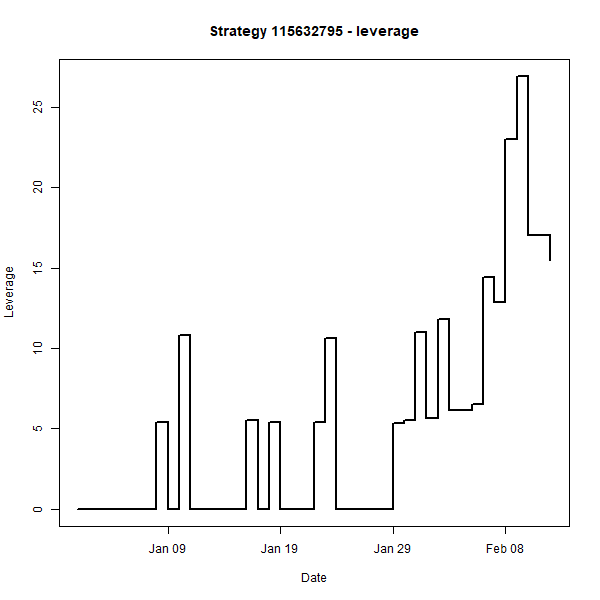 Strategy 115632795 - leverage
Leverage
25
20
15
10
5
0
Jan 09
Jan 19
Jan 29
Feb 08
Date